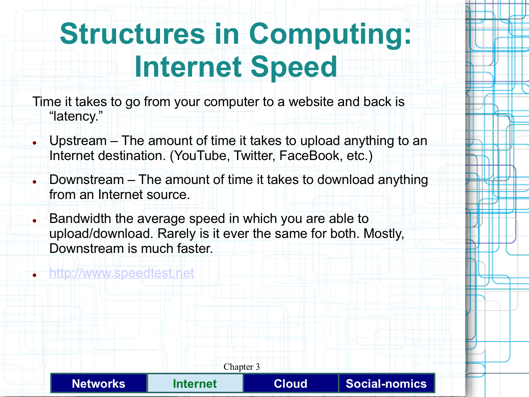 Structures in Computing:
Internet Speed
Time it takes to go from your computer to a website and back is
“latency.”
● Upstream – The amount of time it takes to upload anything to an
Internet destination. (YouTube, Twitter, FaceBook, etc.)
● Downstream – The amount of time it takes to download anything
from an Internet source.
● Bandwidth the average speed in which you are able to
upload/download. Rarely is it ever the same for both. Mostly,
Downstream is much faster.
● http://www.speedtest.net
Chapter 3
Networks Internet Cloud Social-nomics